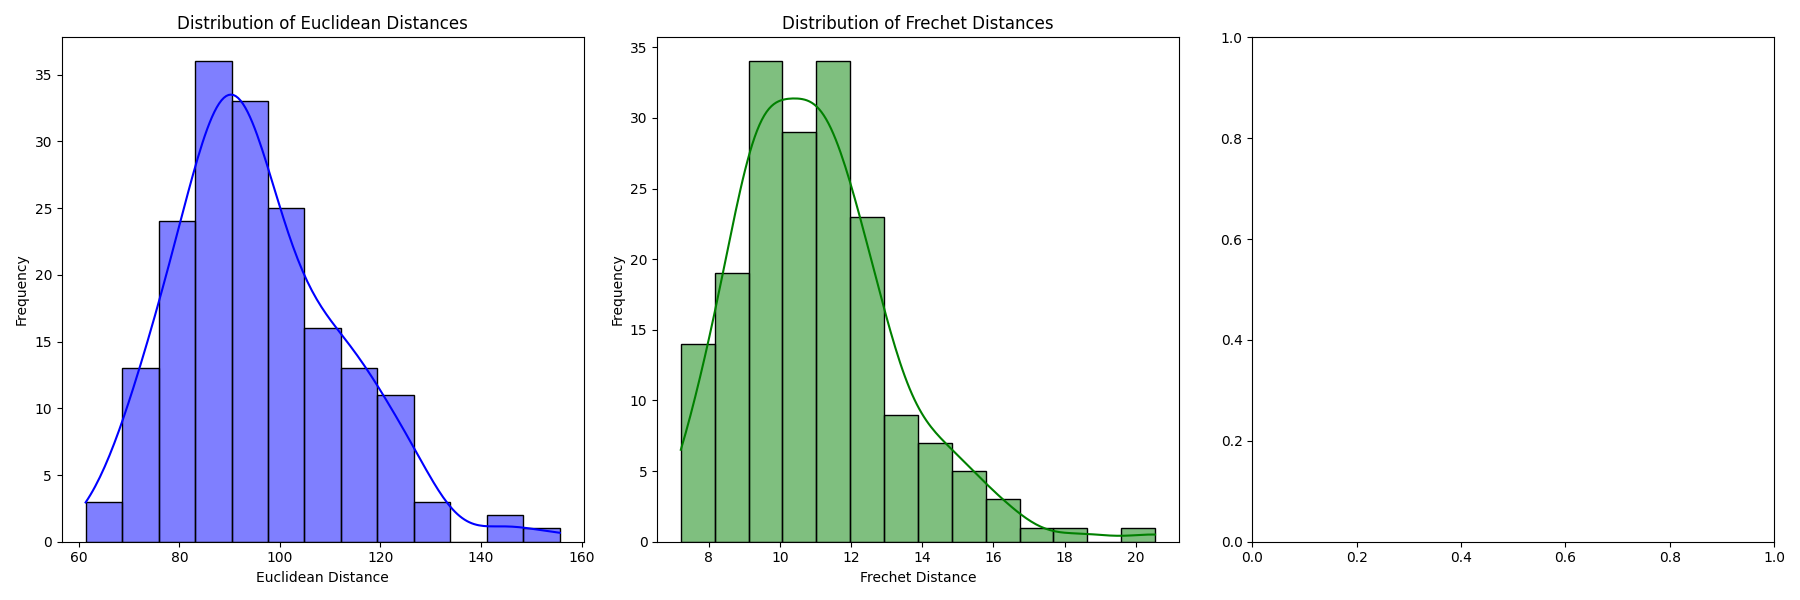 Distribution of Euclidean Distances
Frequency
35
30
25
20
15
10
5
0
60 80 100 120 140 160
Euclidean Distance
Distribution of Frechet Distances
Frequency
35
30
25
20
15
10
5
0
8 10 12 14 16 18 20
Frechet Distance
1.0
0.8
0.6
0.4
0.2
0.0
0.0 0.2 0.4 0.6 0.8 1.0